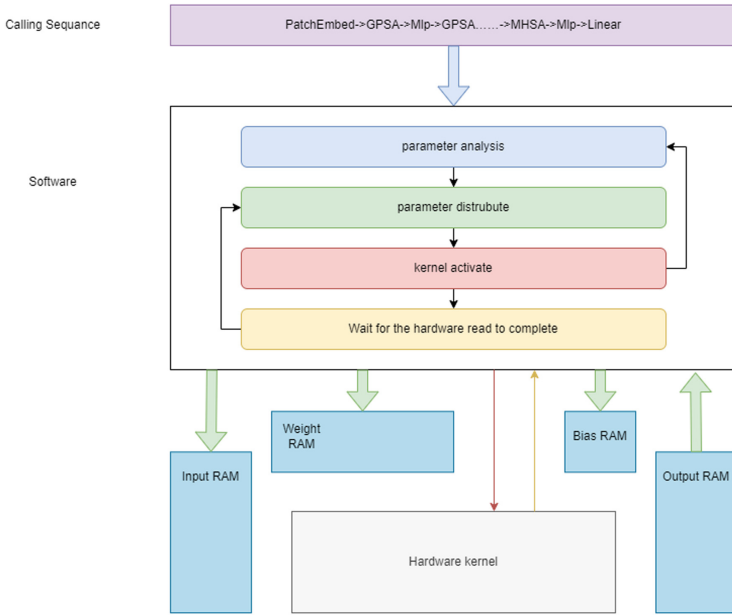 Calling Sequence
PatchEmbed->GPSA->Mlp->GPSA……->MHSA->Mlp->Linear
parameter analysis
Software
parameter distrubute
kernel activate
Wait for the hardware read to complete
Weight
RAM
Bias RAM
Input RAM
Output RAM
Hardware kernel